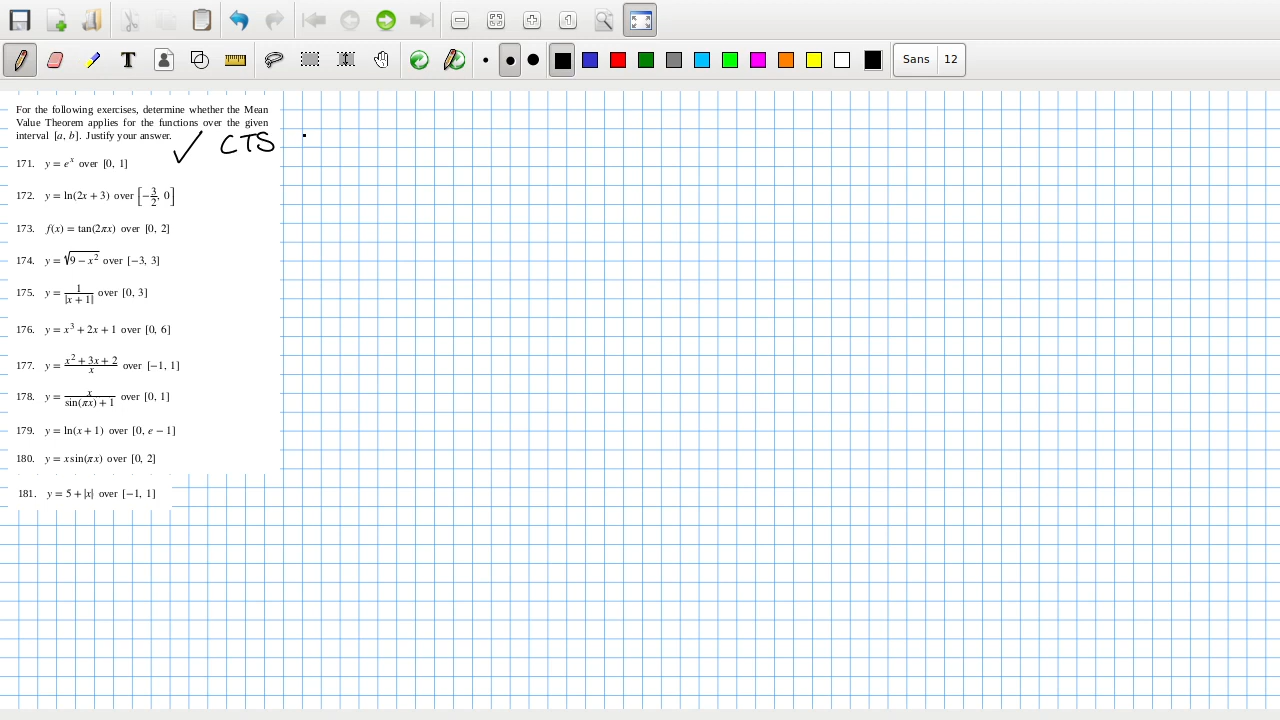 Sans 12
For the following exercises, determine whether the Mean
Value Theorem applies for the functions over the given
interval [a, b]. Justify your answer.
✓ CTS
171. y = e^x over [0, 1]
172. y = ln(2x + 3) over [−3/2, 0]
173. f(x) = tan(2πx) over [0, 2]
174. y = √(9 − x^2) over [−3, 3]
175. y = 1/|x + 1| over [0, 3]
176. y = x^3 + 2x + 1 over [0, 6]
177. y = (x^2 + 3x + 2)/x over [−1, 1]
178. y = x/(sin(πx) + 1) over [0, 1]
179. y = ln(x + 1) over [0, e − 1]
180. y = x sin(πx) over [0, 2]
181. y = 5 + |x| over [−1, 1]